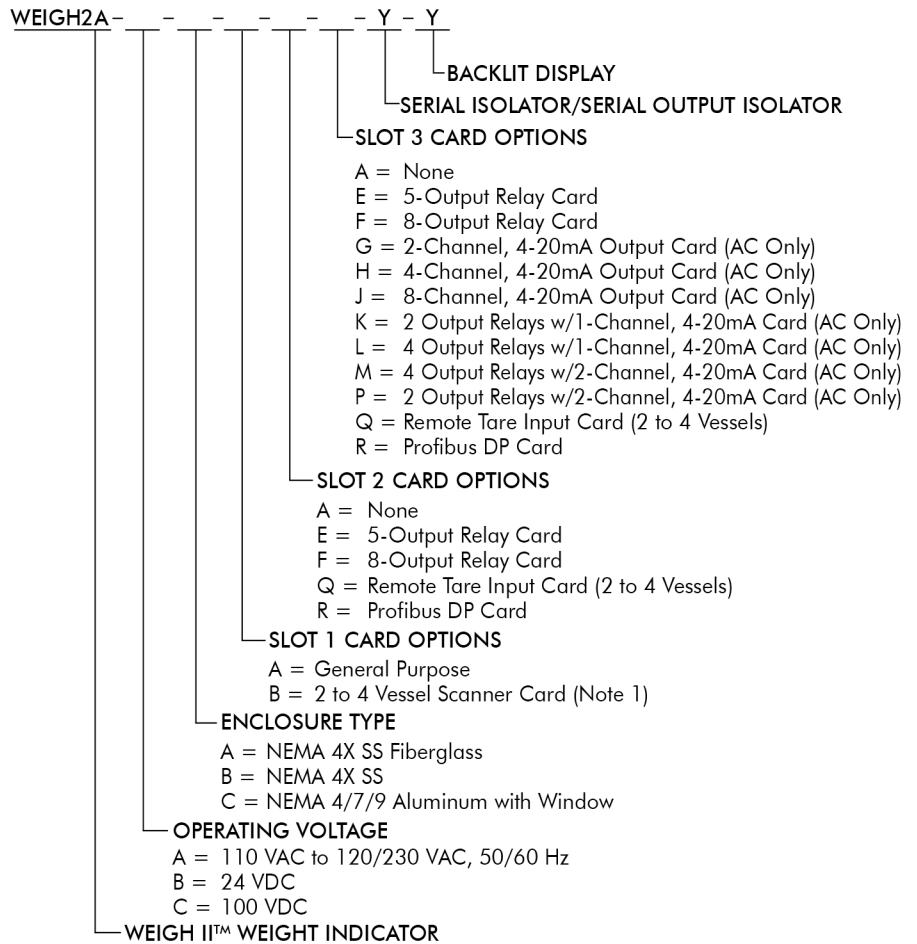 WEIGH2A – _ – _ – _ – _ – _ – Y – Y
BACKLIT DISPLAY
SERIAL ISOLATOR/SERIAL OUTPUT ISOLATOR
SLOT 3 CARD OPTIONS
A = None
E = 5-Output Relay Card
F = 8-Output Relay Card
G = 2-Channel, 4-20mA Output Card (AC Only)
H = 4-Channel, 4-20mA Output Card (AC Only)
J = 8-Channel, 4-20mA Output Card (AC Only)
K = 2 Output Relays w/1-Channel, 4-20mA Card (AC Only)
L = 4 Output Relays w/1-Channel, 4-20mA Card (AC Only)
M = 4 Output Relays w/2-Channel, 4-20mA Card (AC Only)
P = 2 Output Relays w/2-Channel, 4-20mA Card (AC Only)
Q = Remote Tare Input Card (2 to 4 Vessels)
R = Profibus DP Card
SLOT 2 CARD OPTIONS
A = None
E = 5-Output Relay Card
F = 8-Output Relay Card
Q = Remote Tare Input Card (2 to 4 Vessels)
R = Profibus DP Card
SLOT 1 CARD OPTIONS
A = General Purpose
B = 2 to 4 Vessel Scanner Card (Note 1)
ENCLOSURE TYPE
A = NEMA 4X SS Fiberglass
B = NEMA 4X SS
C = NEMA 4/7/9 Aluminum with Window
OPERATING VOLTAGE
A = 110 VAC to 120/230 VAC, 50/60 Hz
B = 24 VDC
C = 100 VDC
WEIGH II™ WEIGHT INDICATOR